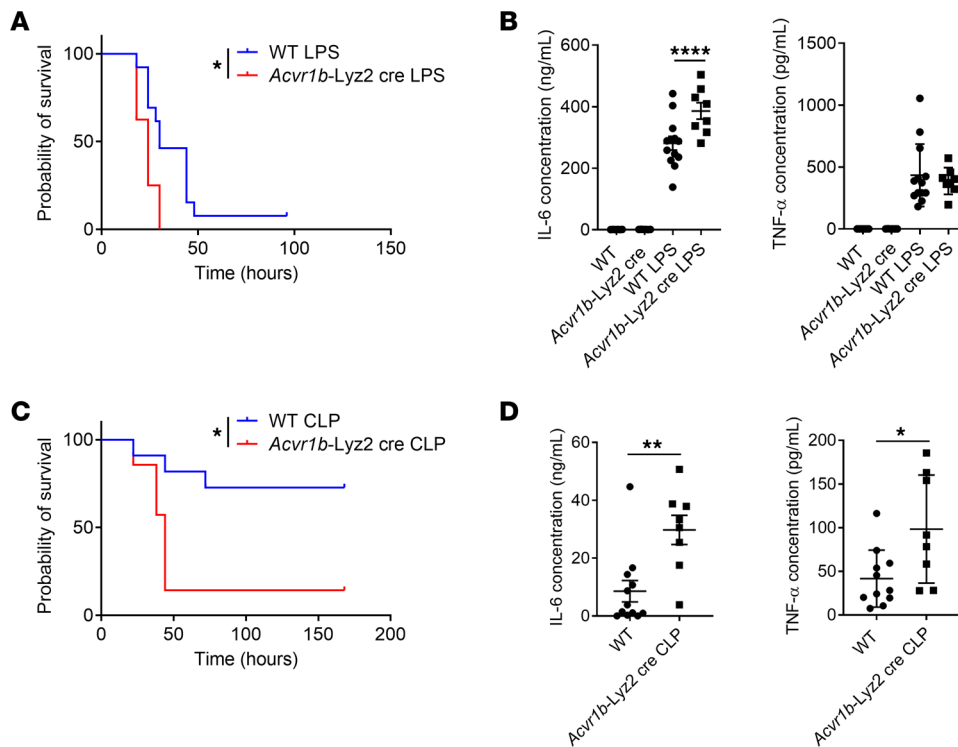 A
WT LPS
Acvr1b-Lyz2 cre LPS
*
Probability of survival
100
50
0
0
50
100
150
Time (hours)
B
IL-6 concentration (ng/mL)
600
400
200
0
****
WT
Acvr1b-Lyz2 cre
WT LPS
Acvr1b-Lyz2 cre LPS
TNF-α concentration (pg/mL)
1500
1000
500
0
WT
Acvr1b-Lyz2 cre
WT LPS
Acvr1b-Lyz2 cre LPS
C
WT CLP
Acvr1b-Lyz2 cre CLP
*
Probability of survival
100
50
0
0
50
100
150
200
Time (hours)
D
IL-6 concentration (ng/mL)
60
40
20
0
**
WT
Acvr1b-Lyz2 cre CLP
TNF-α concentration (pg/mL)
200
150
100
50
0
*
WT
Acvr1b-Lyz2 cre CLP